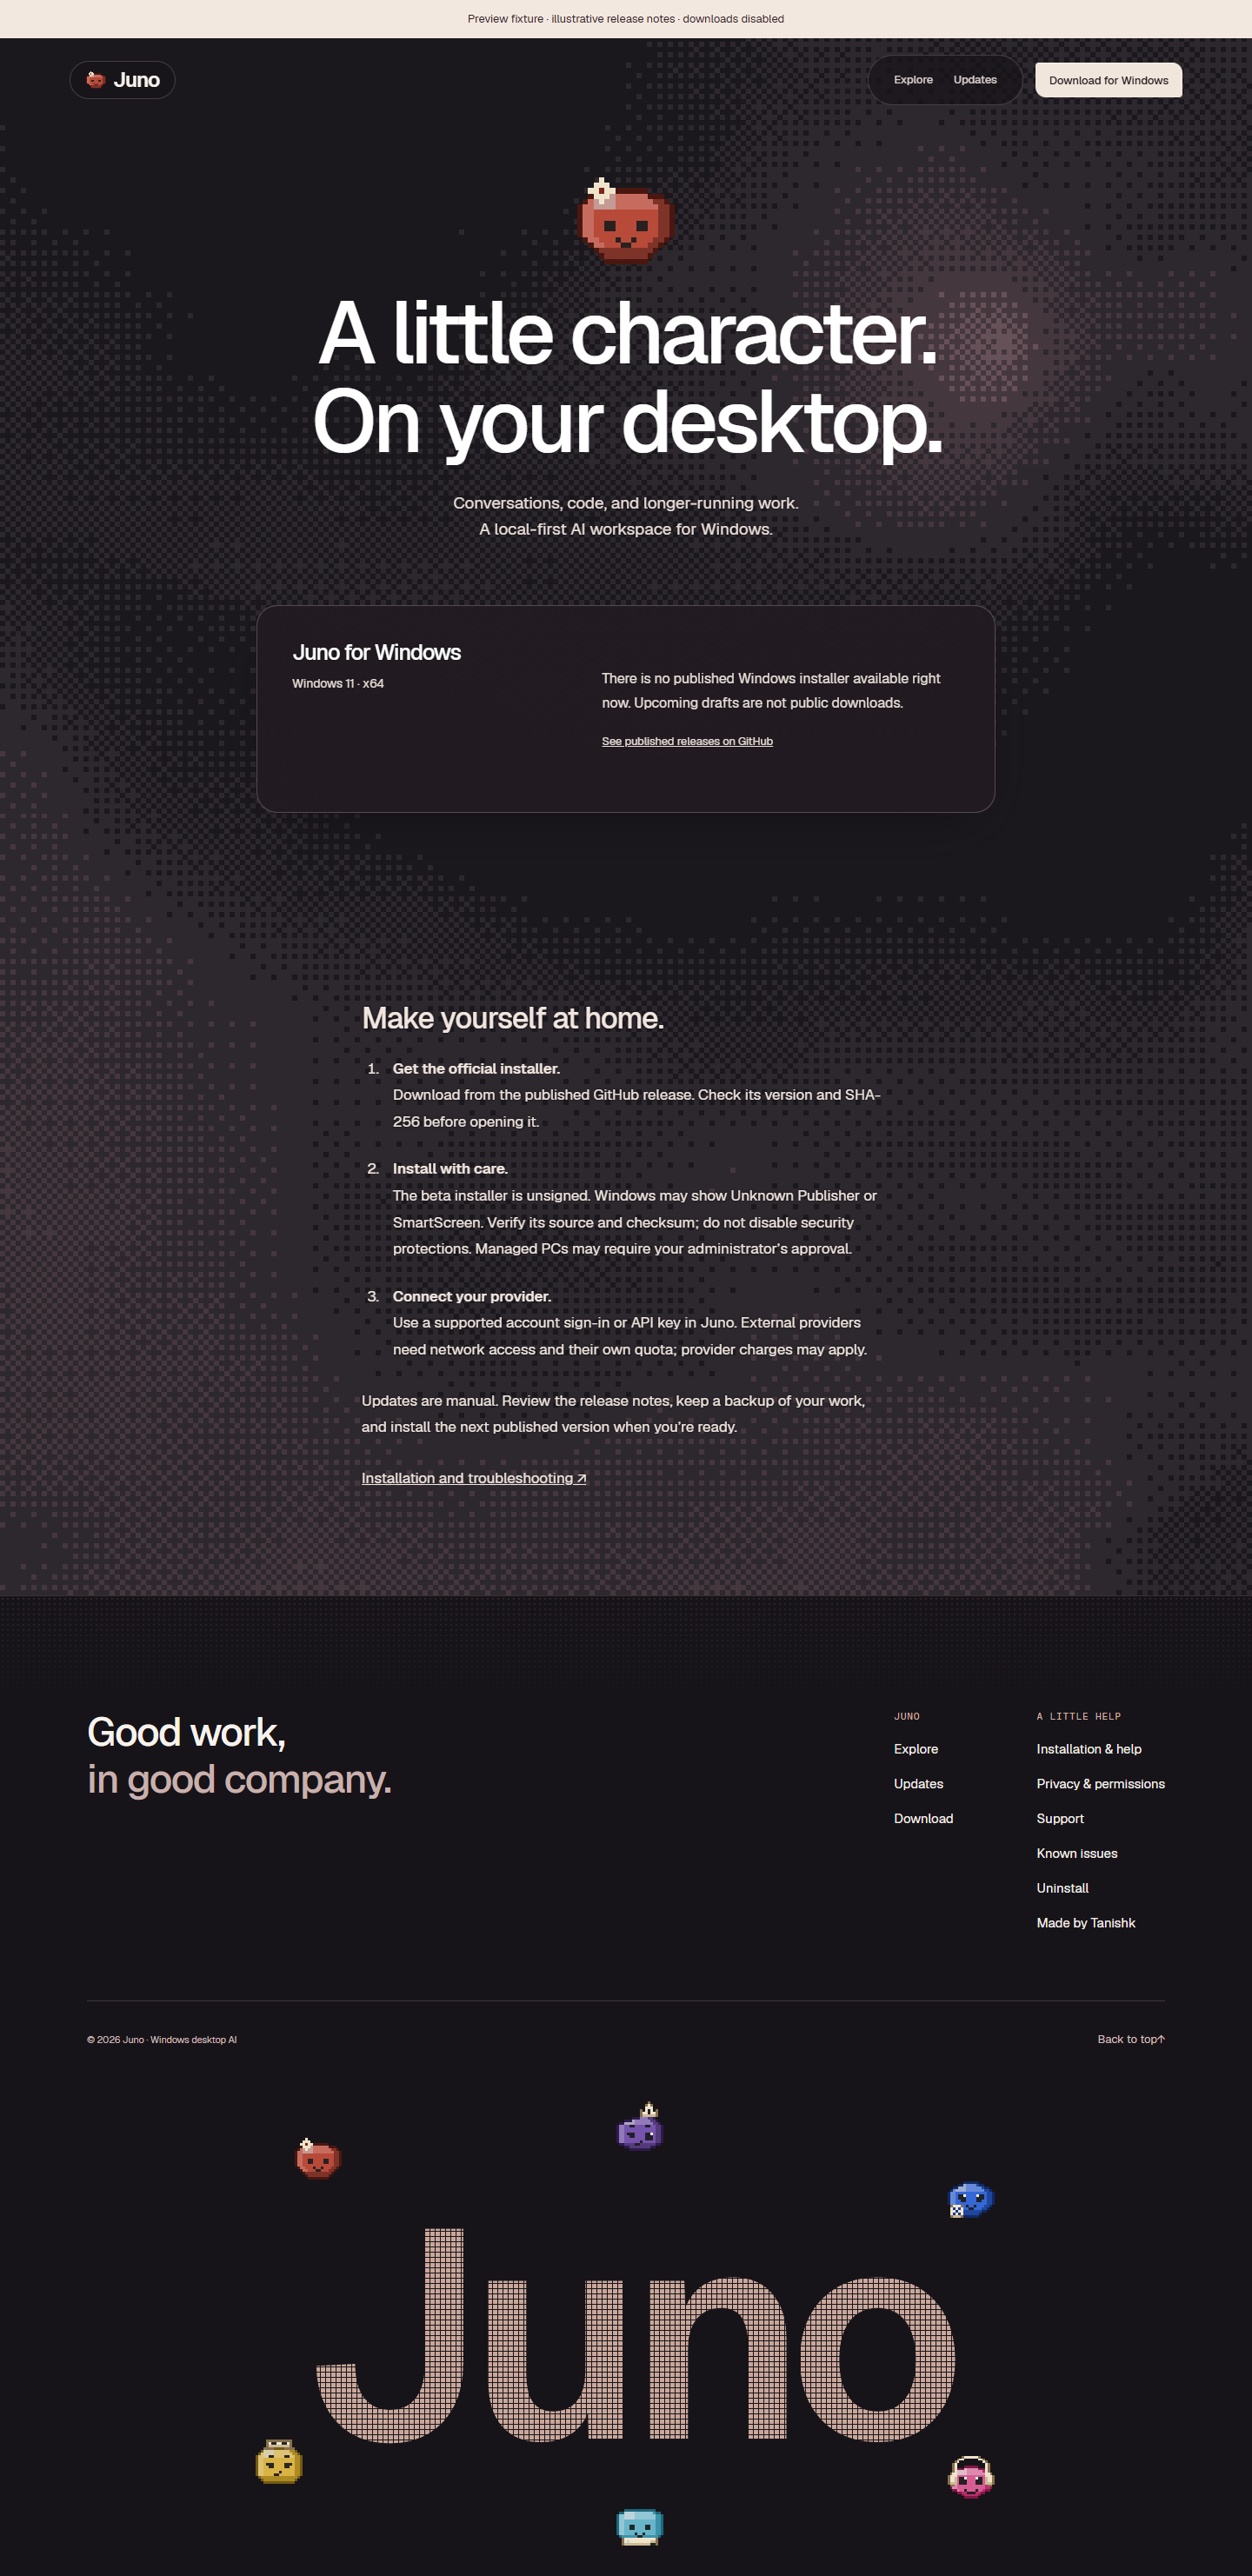 Preview fixture · illustrative release notes · downloads disabled
Juno
Explore
Updates
Download for Windows
A little character.
On your desktop.
Conversations, code, and longer-running work.
A local-first AI workspace for Windows.
Juno for Windows
Windows 11 · x64
There is no published Windows installer available right
now. Upcoming drafts are not public downloads.
See published releases on GitHub
Make yourself at home.
1. Get the official installer.
Download from the published GitHub release. Check its version and SHA-
256 before opening it.
2. Install with care.
The beta installer is unsigned. Windows may show Unknown Publisher or
SmartScreen. Verify its source and checksum; do not disable security
protections. Managed PCs may require your administrator's approval.
3. Connect your provider.
Use a supported account sign-in or API key in Juno. External providers
need network access and their own quota; provider charges may apply.
Updates are manual. Review the release notes, keep a backup of your work,
and install the next published version when you're ready.
Installation and troubleshooting ↗
Good work,
in good company.
JUNO
Explore
Updates
Download
A LITTLE HELP
Installation & help
Privacy & permissions
Support
Known issues
Uninstall
Made by Tanishk
© 2026 Juno · Windows desktop AI
Back to top↑
Juno